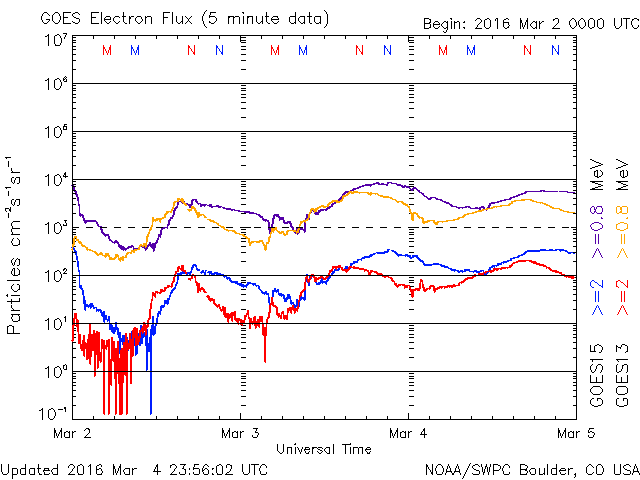 GOES Electron Flux (5 minute data)
Begin: 2016 Mar 2 0000 UTC
M M N N M M N N M M N N
10⁷
10⁶
10⁶
10⁴
10³
10²
10¹
10⁰
10⁻¹
Particles cm⁻²s⁻¹sr⁻¹
Mar 2 Mar 3 Mar 4 Mar 5
Universal Time
GOES15 >=2 >=0.8 MeV
GOES13 >=2 >=0.8 MeV
Updated 2016 Mar 4 23:56:02 UTC
NOAA/SWPC Boulder, CO USA